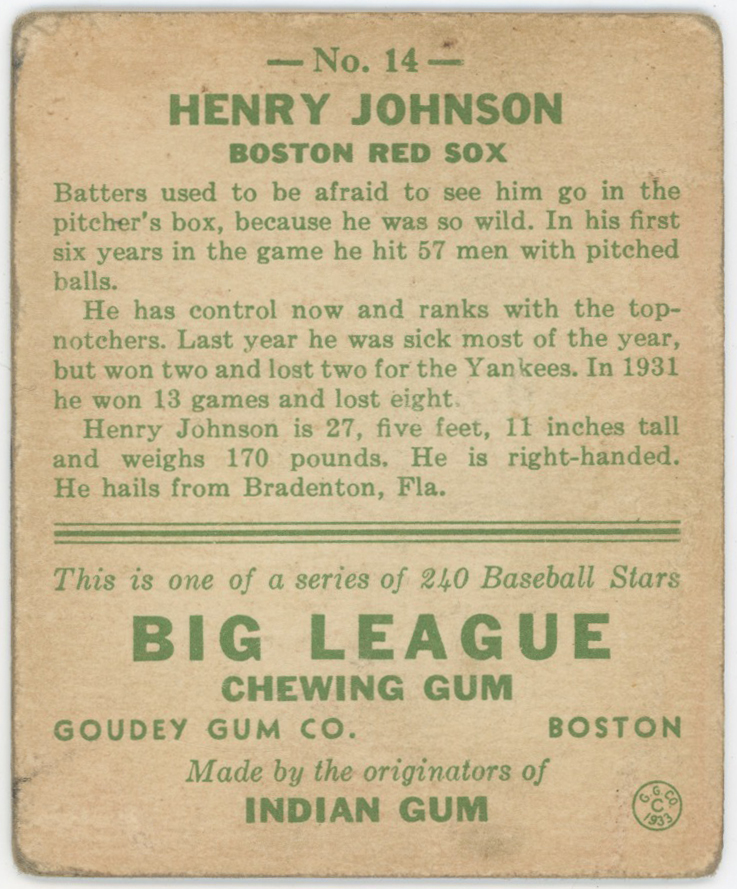 — No. 14 —
HENRY JOHNSON
BOSTON RED SOX
Batters used to be afraid to see him go in the
pitcher's box, because he was so wild. In his first
six years in the game he hit 57 men with pitched
balls.
He has control now and ranks with the top-
notchers. Last year he was sick most of the year,
but won two and lost two for the Yankees. In 1931
he won 13 games and lost eight.
Henry Johnson is 27, five feet, 11 inches tall
and weighs 170 pounds. He is right-handed.
He hails from Bradenton, Fla.
This is one of a series of 240 Baseball Stars
BIG LEAGUE
CHEWING GUM
GOUDEY GUM CO. BOSTON
Made by the originators of
INDIAN GUM
G. G. CO.
C
1933